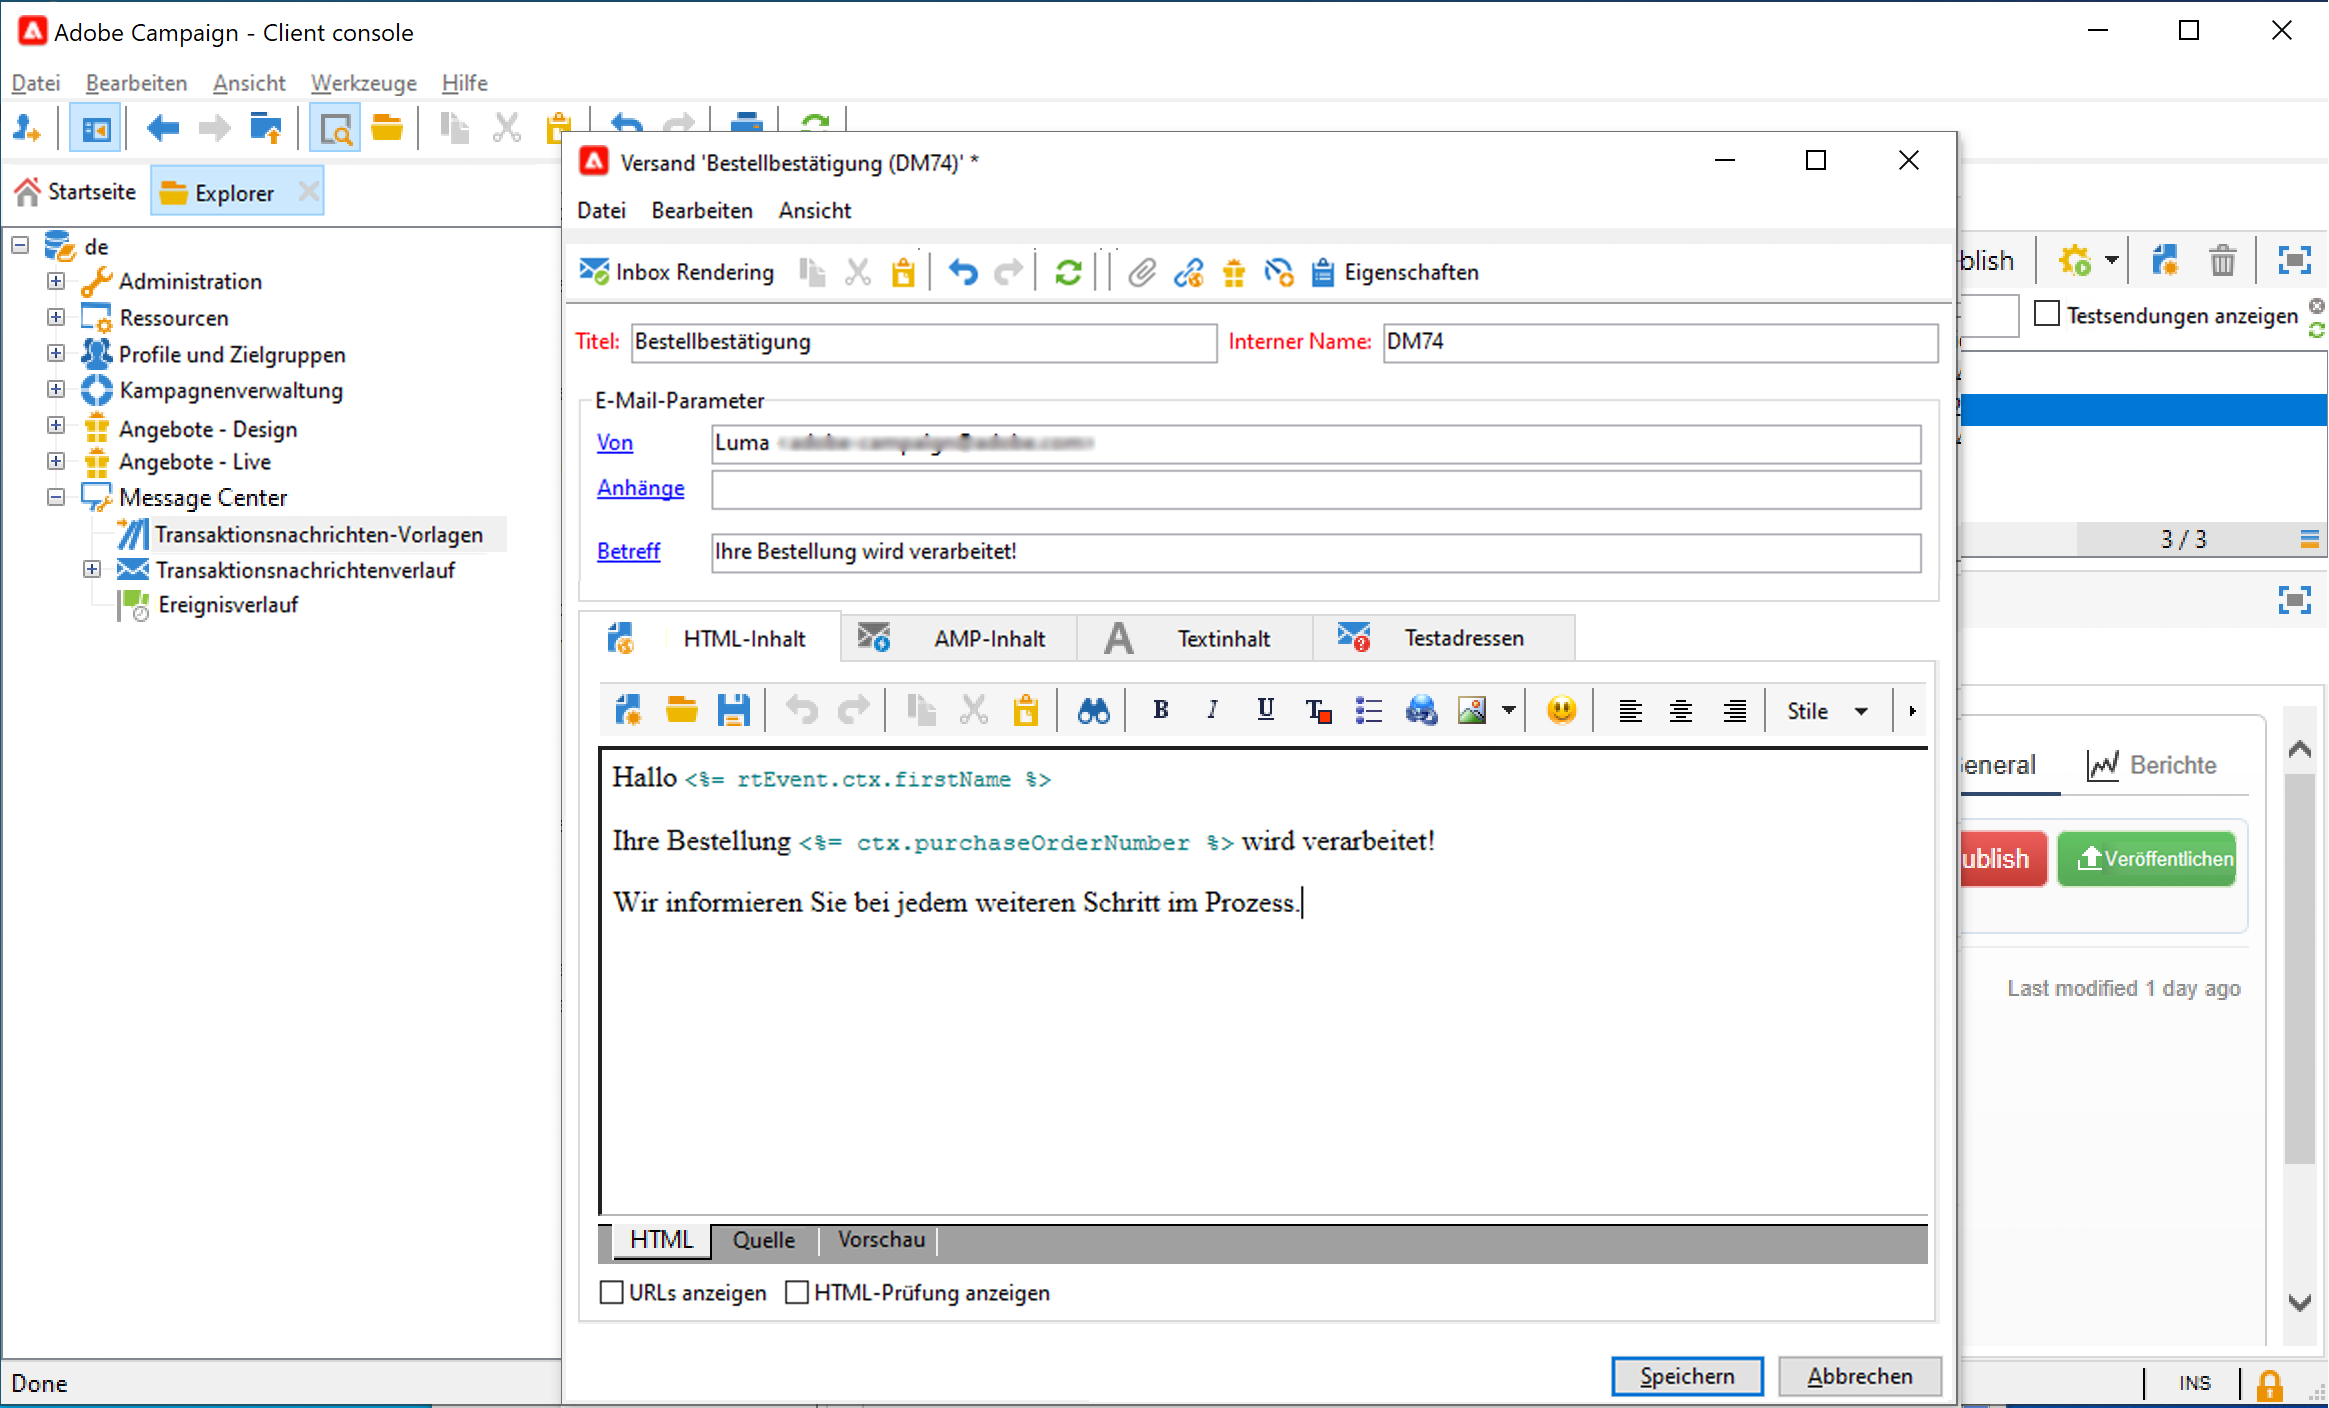 Adobe Campaign - Client console
Datei Bearbeiten Ansicht Werkzeuge Hilfe
Startseite Explorer
de
Administration
Ressourcen
Profile und Zielgruppen
Kampagnenverwaltung
Angebote - Design
Angebote - Live
Message Center
Transaktionsnachrichten-Vorlagen
Transaktionsnachrichtenverlauf
Ereignisverlauf
Done
Versand 'Bestellbestätigung (DM74)' *
Datei Bearbeiten Ansicht
Inbox Rendering Eigenschaften
Titel: Bestellbestätigung Interner Name: DM74
E-Mail-Parameter
Von Luma <adobe-campaign@adobe.com>
Anhänge
Betreff Ihre Bestellung wird verarbeitet!
HTML-Inhalt AMP-Inhalt Textinhalt Testadressen
B I U T Stile
Hallo <%= rtEvent.ctx.firstName %>
Ihre Bestellung <%= ctx.purchaseOrderNumber %> wird verarbeitet!
Wir informieren Sie bei jedem weiteren Schritt im Prozess.
HTML Quelle Vorschau
URLs anzeigen HTML-Prüfung anzeigen
Speichern Abbrechen
blish
Testsendungen anzeigen
3 / 3
eneral Berichte
ublish Veröffentlichen
Last modified 1 day ago
INS